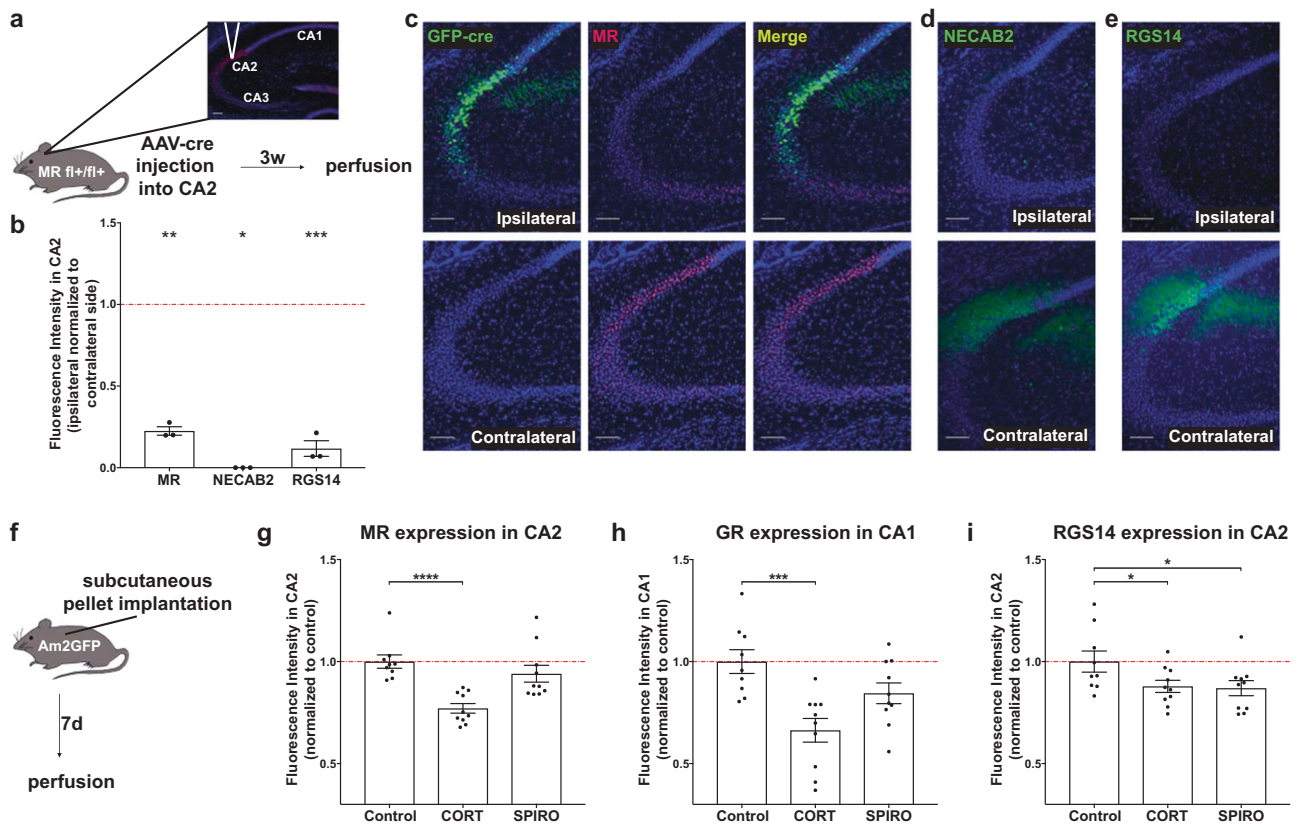 a
CA1
CA2
CA3
MR fl+/fl+
AAV-cre
injection
into CA2
3w
perfusion
b
Fluorescence Intensity in CA2
(ipsilateral normalized to
contralateral side)
1.5
1.0
0.5
0.0
**
*
***
MR
NECAB2
RGS14
c
GFP-cre
MR
Merge
Ipsilateral
Contralateral
d
NECAB2
Ipsilateral
Contralateral
e
RGS14
Ipsilateral
Contralateral
f
subcutaneous
pellet implantation
Am2GFP
7d
perfusion
g
MR expression in CA2
Fluorescence Intensity in CA2
(normalized to control)
1.5
1.0
0.5
****
Control
CORT
SPIRO
h
GR expression in CA1
Fluorescence Intensity in CA1
(normalized to control)
1.5
1.0
0.5
***
Control
CORT
SPIRO
i
RGS14 expression in CA2
Fluorescence Intensity in CA2
(normalized to control)
1.5
1.0
0.5
*
*
Control
CORT
SPIRO